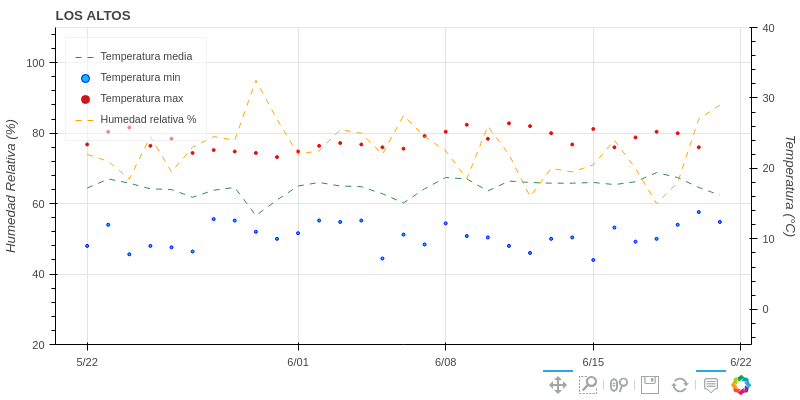 LOS ALTOS
Temperatura media
Temperatura min
Temperatura max
Humedad relativa %
Humedad Relativa (%)
100
80
60
40
20
40
30
20
10
0
Temperatura (°C)
5/22
6/01
6/08
6/15
6/22